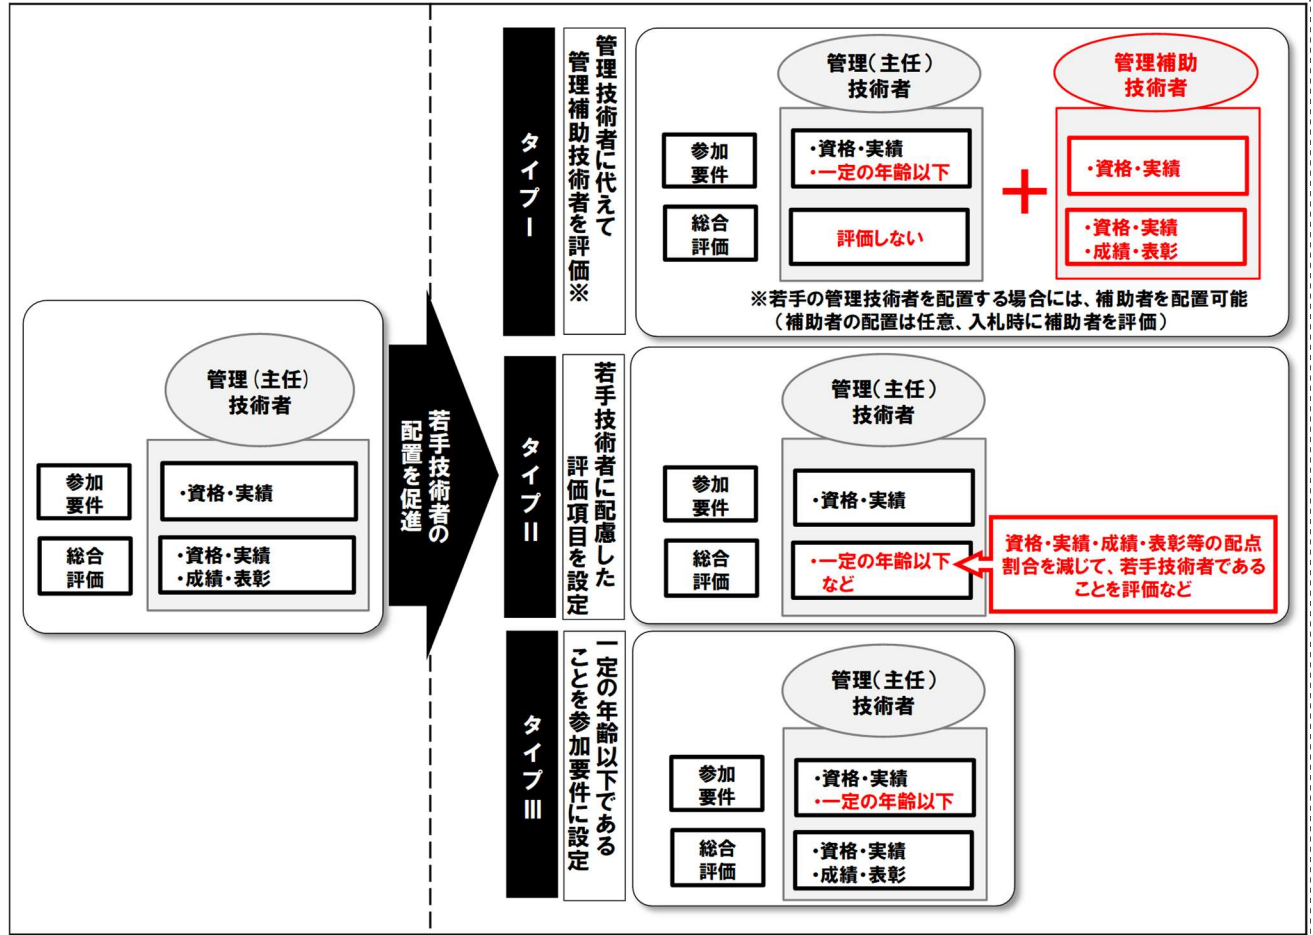 管理(主任)
技術者
参加
要件
・資格・実績
総合
評価
・資格・実績
・成績・表彰
若手技術者の
配置を促進
タイプⅠ
管理技術者に代えて
管理補助技術者を評価※
管理(主任)
技術者
管理補助
技術者
参加
要件
・資格・実績
・一定の年齢以下
+
・資格・実績
総合
評価
評価しない
・資格・実績
・成績・表彰
※若手の管理技術者を配置する場合には、補助者を配置可能
(補助者の配置は任意、入札時に補助者を評価)
タイプⅡ
若手技術者に配慮した
評価項目を設定
管理(主任)
技術者
参加
要件
・資格・実績
総合
評価
・一定の年齢以下
など
資格・実績・成績・表彰等の配点
割合を減じて、若手技術者である
ことを評価など
タイプⅢ
一定の年齢以下である
ことを参加要件に設定
管理(主任)
技術者
参加
要件
・資格・実績
・一定の年齢以下
総合
評価
・資格・実績
・成績・表彰